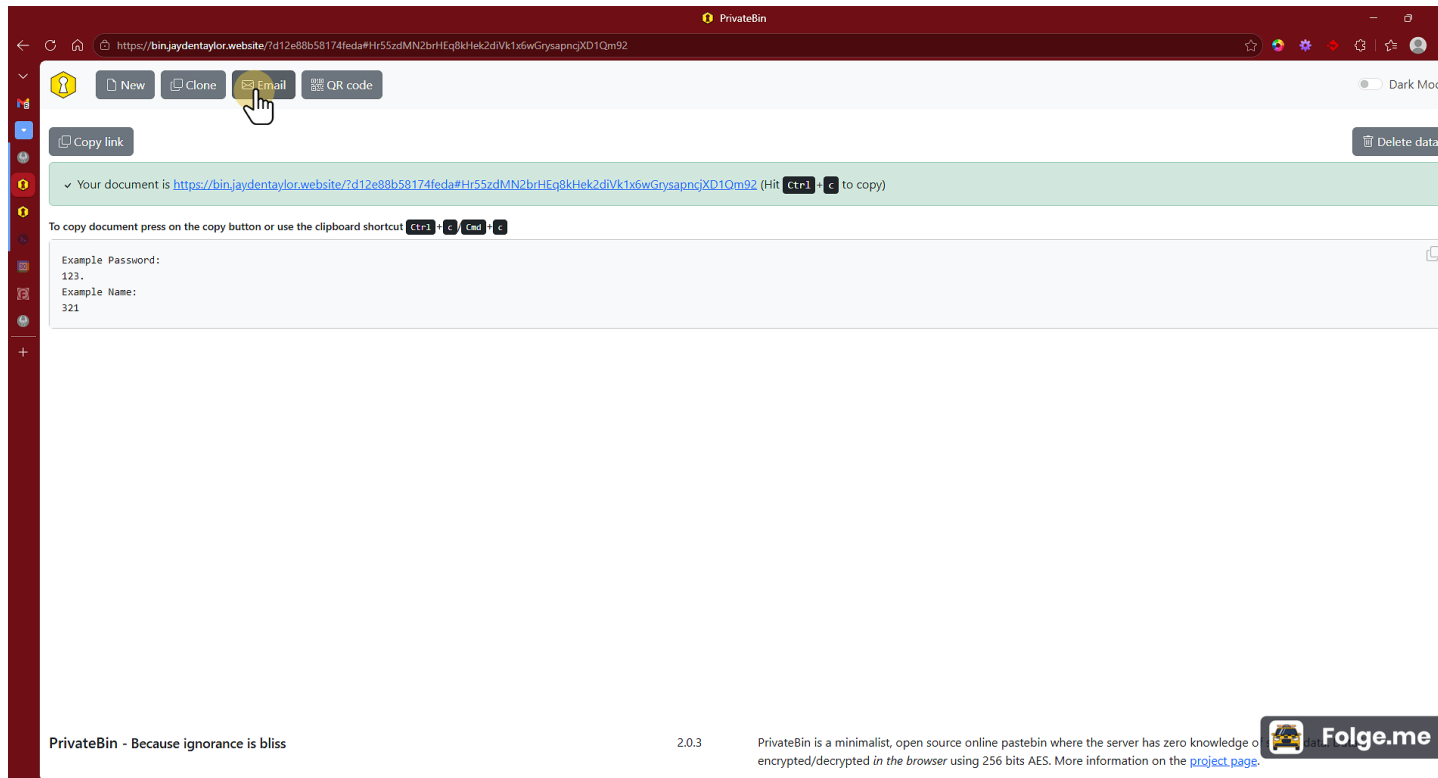 PrivateBin
https://bin.jaydentaylor.website/?d12e88b58174feda#Hr55zdMN2brHEq8kHek2diVk1x6wGrysapncjXD1Qm92
New Clone Email QR code Dark Mod
Copy link Delete data
Your document is https://bin.jaydentaylor.website/?d12e88b58174feda#Hr55zdMN2brHEq8kHek2diVk1x6wGrysapncjXD1Qm92 (Hit Ctrl + c to copy)
To copy document press on the copy button or use the clipboard shortcut Ctrl + c / Cmd + c
Example Password:
123.
Example Name:
321
PrivateBin - Because ignorance is bliss 2.0.3 PrivateBin is a minimalist, open source online pastebin where the server has zero knowledge of
encrypted/decrypted in the browser using 256 bits AES. More information on the project page.
Folge.me